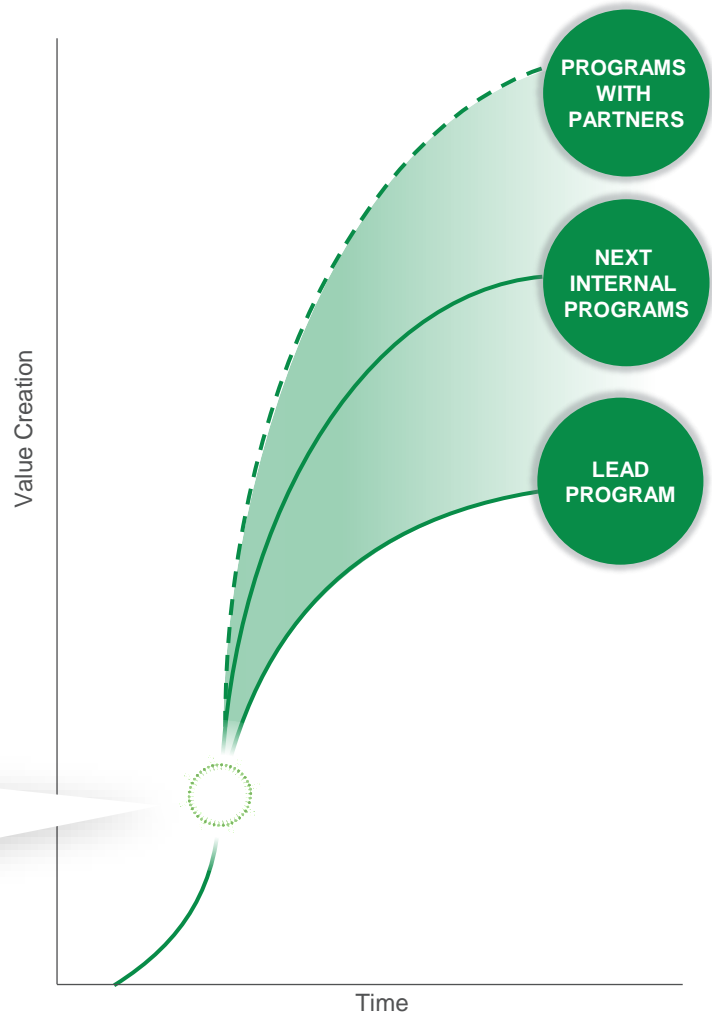 PROGRAMS
WITH
PARTNERS
NEXT
INTERNAL
PROGRAMS
LEAD
PROGRAM
Value Creation
Time